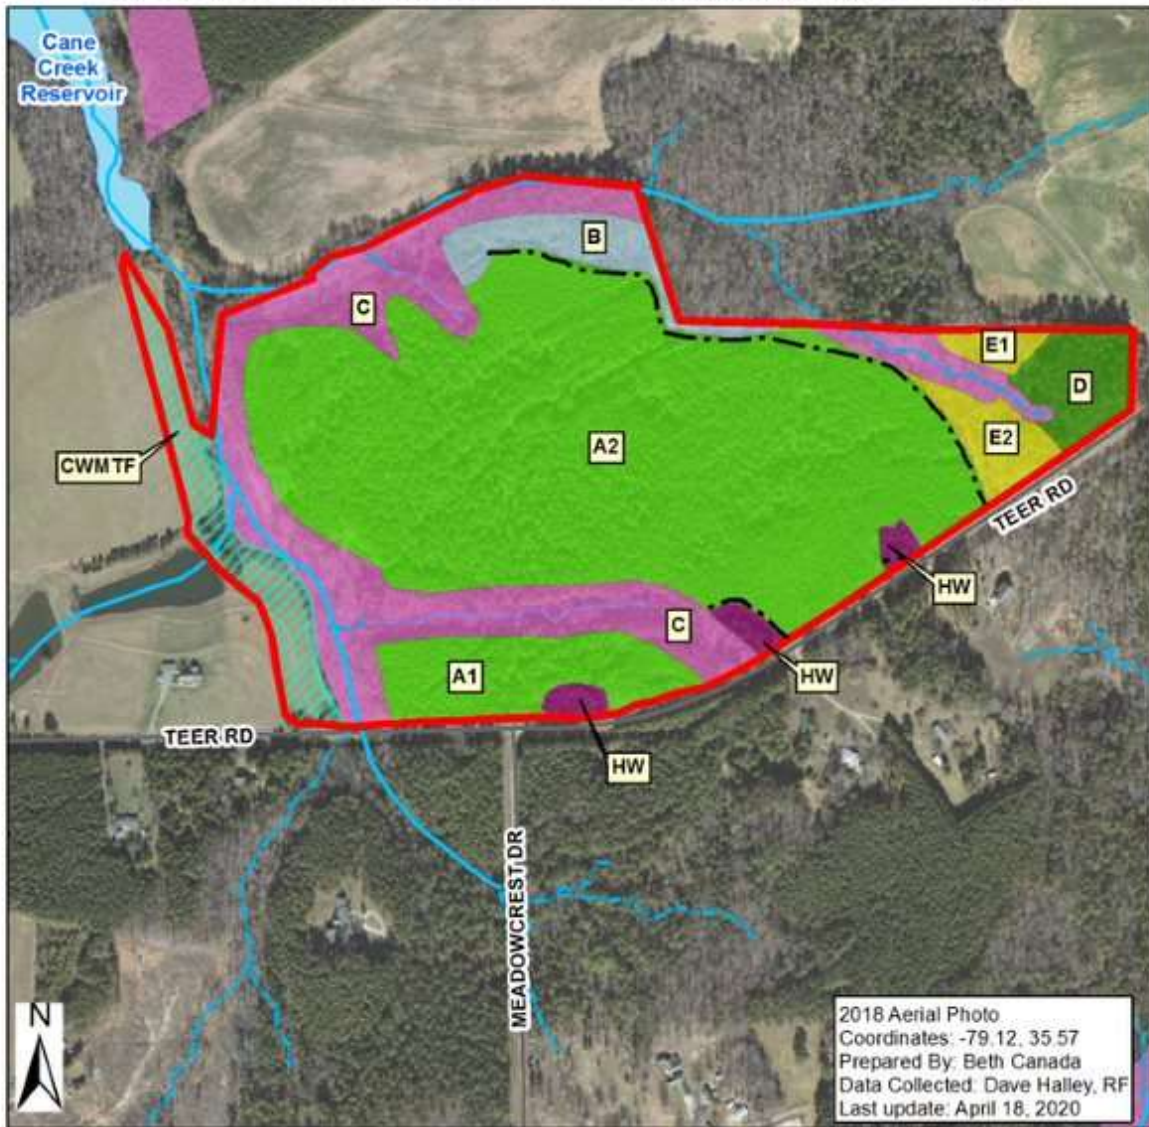 Cane
Creek
Reservoir
B
C
E1
D
A2
E2
CWMTF
TEER RD
HW
C
HW
A1
TEER RD
HW
MEADOWCREST DR
N
2018 Aerial Photo
Coordinates: -79.12, 35.57
Prepared By: Beth Canada
Data Collected: Dave Halley, RF
Last update: April 18, 2020